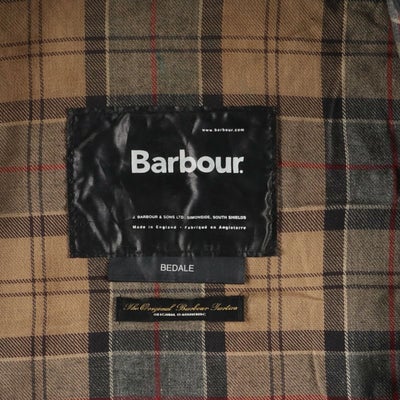 www.barbour.com
Barbour.
J. BARBOUR & SONS LTD. SIMONSIDE, SOUTH SHIELDS
Made in England • Fabriqué en Angleterre
BEDALE
The Original Barbour Tartan